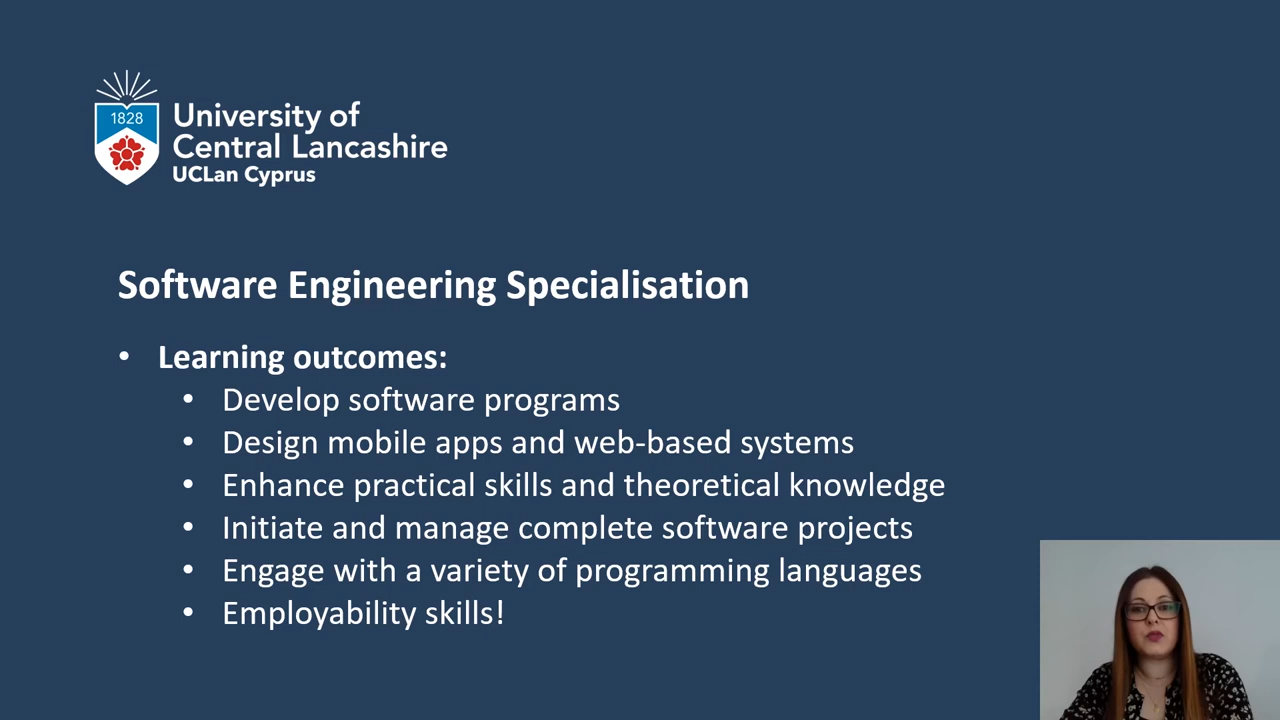 1828
University of
Central Lancashire
UCLan Cyprus
Software Engineering Specialisation
• Learning outcomes:
• Develop software programs
• Design mobile apps and web-based systems
• Enhance practical skills and theoretical knowledge
• Initiate and manage complete software projects
• Engage with a variety of programming languages
• Employability skills!